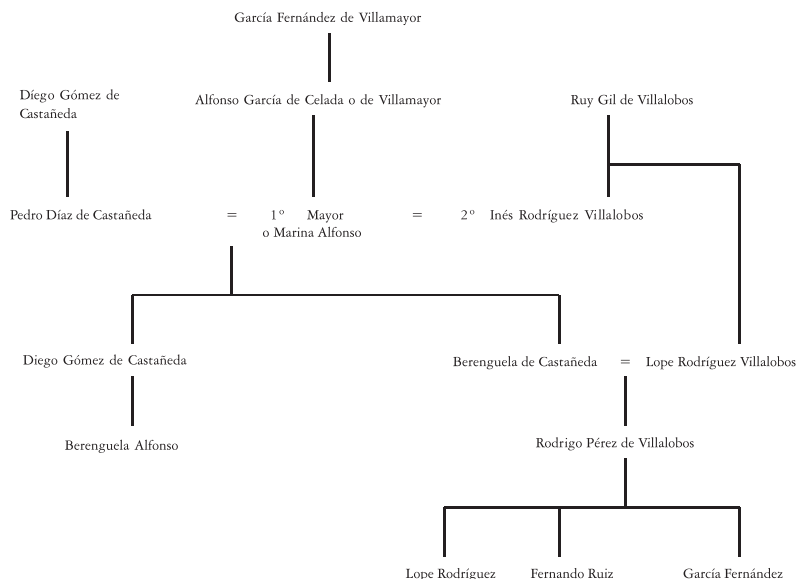 García Fernández de Villamayor
Díego Gómez de
Castañeda
Alfonso García de Celada o de Villamayor
Ruy Gil de Villalobos
Pedro Díaz de Castañeda = 1º Mayor = 2º Inés Rodríguez Villalobos
o Marina Alfonso
Diego Gómez de Castañeda
Berenguela de Castañeda = Lope Rodríguez Villalobos
Berenguela Alfonso
Rodrigo Pérez de Villalobos
Lope Rodríguez Fernando Ruiz García Fernández